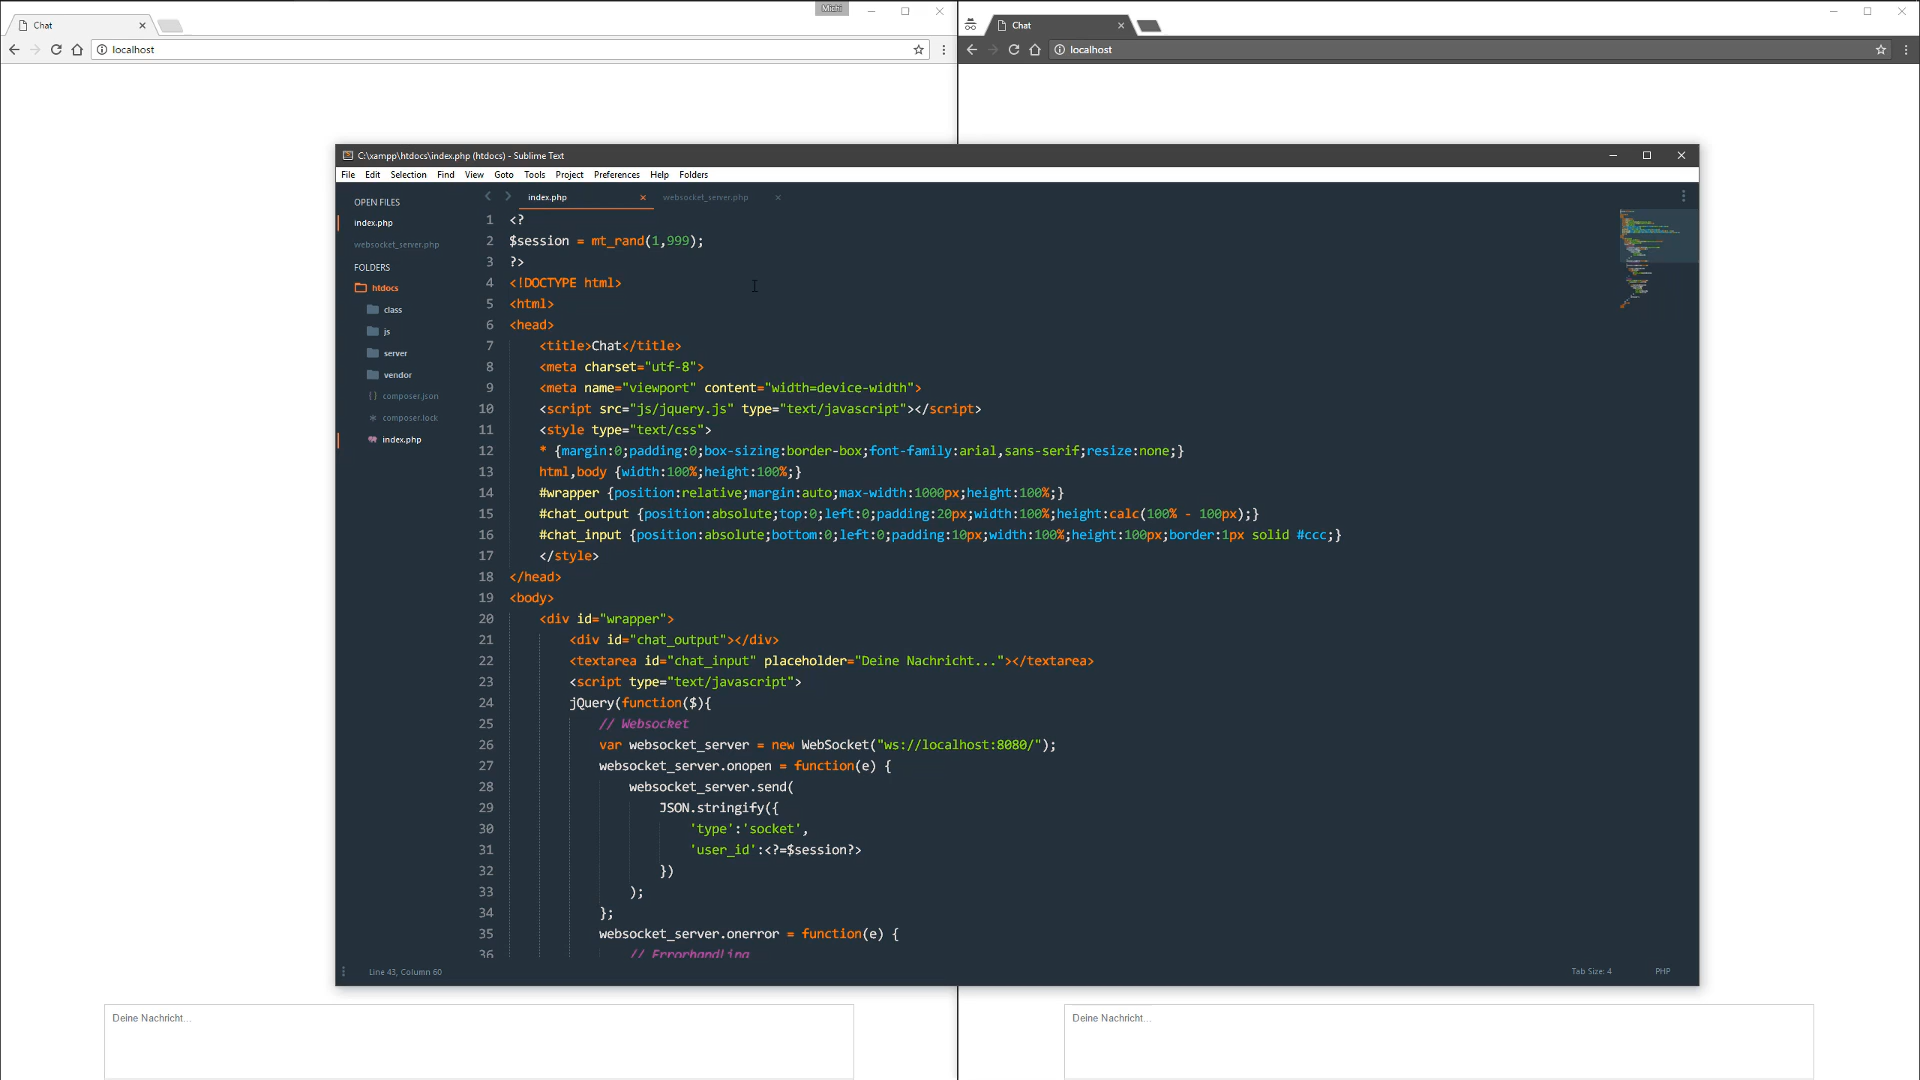 Chat
Michi
localhost
Chat
localhost
C:\xampp\htdocs\index.php (htdocs) - Sublime Text
File Edit Selection Find View Goto Tools Project Preferences Help Folders
OPEN FILES
index.php
websocket_server.php
FOLDERS
htdocs
class
js
server
vendor
composer.json
composer.lock
index.php
index.php
websocket_server.php
1 <?
2 $session = mt_rand(1,999);
3 ?>
4 <!DOCTYPE html>
5 <html>
6 <head>
7 <title>Chat</title>
8 <meta charset="utf-8">
9 <meta name="viewport" content="width=device-width">
10 <script src="js/jquery.js" type="text/javascript"></script>
11 <style type="text/css">
12 * {margin:0;padding:0;box-sizing:border-box;font-family:arial,sans-serif;resize:none;}
13 html,body {width:100%;height:100%;}
14 #wrapper {position:relative;margin:auto;max-width:1000px;height:100%;}
15 #chat_output {position:absolute;top:0;left:0;padding:20px;width:100%;height:calc(100% - 100px);}
16 #chat_input {position:absolute;bottom:0;left:0;padding:10px;width:100%;height:100px;border:1px solid #ccc;}
17 </style>
18 </head>
19 <body>
20 <div id="wrapper">
21 <div id="chat_output"></div>
22 <textarea id="chat_input" placeholder="Deine Nachricht..."></textarea>
23 <script type="text/javascript">
24 jQuery(function($){
25 // Websocket
26 var websocket_server = new WebSocket("ws://localhost:8080/");
27 websocket_server.onopen = function(e) {
28 websocket_server.send(
29 JSON.stringify({
30 'type':'socket',
31 'user_id':<?=$session?>
32 })
33 );
34 };
35 websocket_server.onerror = function(e) {
36 // Errorhandling
Line 43, Column 60
Tab Size: 4
PHP
Deine Nachricht...
Deine Nachricht...